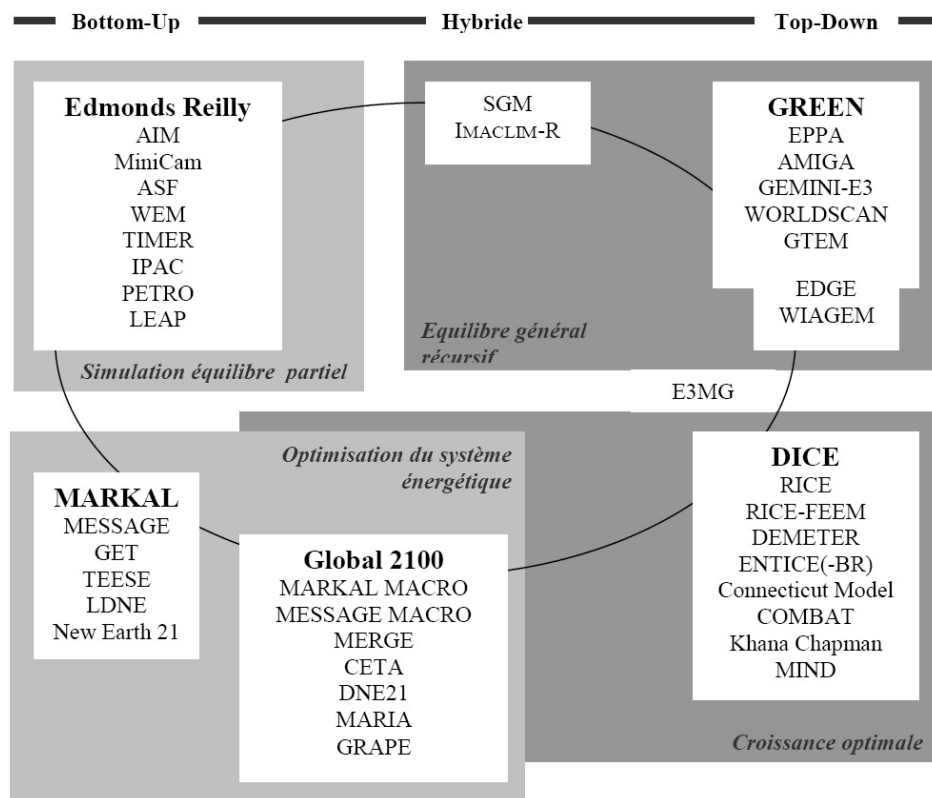 Bottom-Up
Hybride
Top-Down
Edmonds Reilly
AIM
MiniCam
ASF
WEM
TIMER
IPAC
PETRO
LEAP
Simulation équilibre partiel
SGM
IMACLIM-R
GREEN
EPPA
AMIGA
GEMINI-E3
WORLDSCAN
GTEM
EDGE
WIAGEM
Equilibre général
récursif
E3MG
Optimisation du système
énergétique
MARKAL
MESSAGE
GET
TEESE
LDNE
New Earth 21
Global 2100
MARKAL MACRO
MESSAGE MACRO
MERGE
CETA
DNE21
MARIA
GRAPE
DICE
RICE
RICE-FEEM
DEMETER
ENTICE(-BR)
Connecticut Model
COMBAT
Khana Chapman
MIND
Croissance optimale